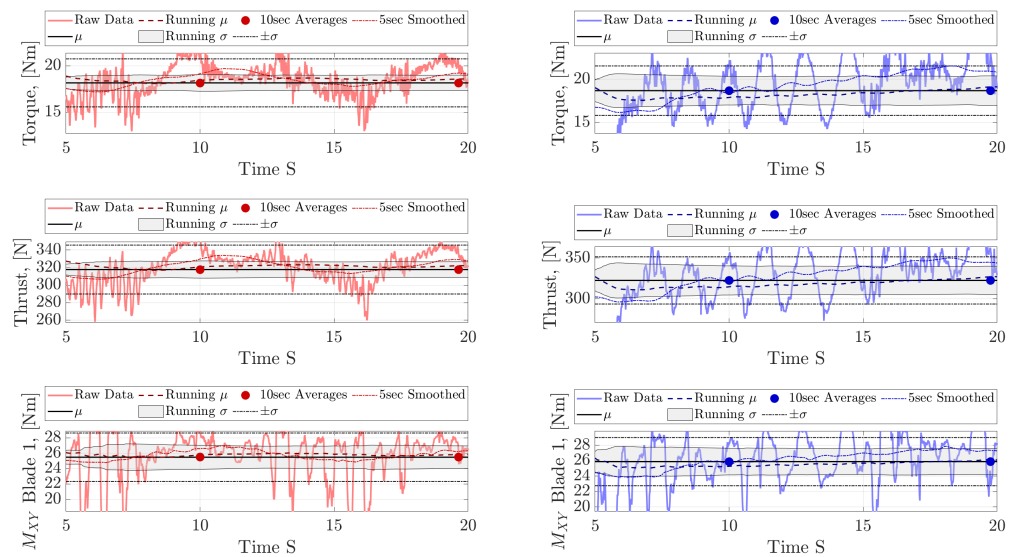 Raw Data Running μ 10sec Averages 5sec Smoothed
μ Running σ ±σ
Torque, [Nm]
20
15
5 10 15 20
Time S
Raw Data Running μ 10sec Averages 5sec Smoothed
μ Running σ ±σ
Torque, [Nm]
20
15
5 10 15 20
Time S
Raw Data Running μ 10sec Averages 5sec Smoothed
μ Running σ ±σ
Thrust, [N]
340
320
300
280
260
5 10 15 20
Time S
Raw Data Running μ 10sec Averages 5sec Smoothed
μ Running σ ±σ
Thrust, [N
350
300
5 10 15 20
Time S
Raw Data Running μ 10sec Averages 5sec Smoothed
μ Running σ ±σ
M_XY Blade 1, [Nm]
28
26
24
22
20
5 10 15 20
Time S
Raw Data Running μ 10sec Averages 5sec Smoothed
μ Running σ ±σ
M_XY Blade 1, [Nm]
28
26
24
22
20
5 10 15 20
Time S